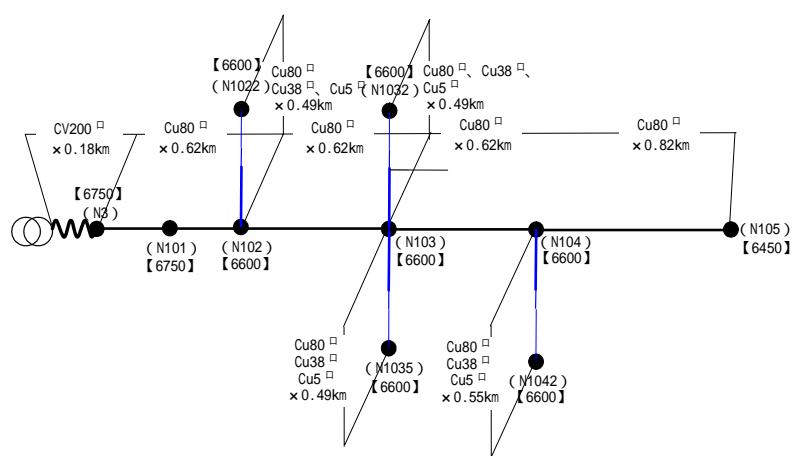 【6600】
（N1022）
Cu80□
Cu38□、Cu5□
×0.49km
【6600】
（N1032）
Cu80□、Cu38□、
Cu5□
×0.49km
CV200□
×0.18km
Cu80□
×0.62km
Cu80□
×0.62km
Cu80□
×0.62km
Cu80□
×0.82km
【6750】
（N3）
（N101）
【6750】
（N102）
【6600】
（N103）
【6600】
（N104）
【6600】
（N105）
【6450】
Cu80□
Cu38□
Cu5□
×0.49km
（N1035）
【6600】
Cu80□
Cu38□
Cu5□
×0.55km
（N1042）
【6600】